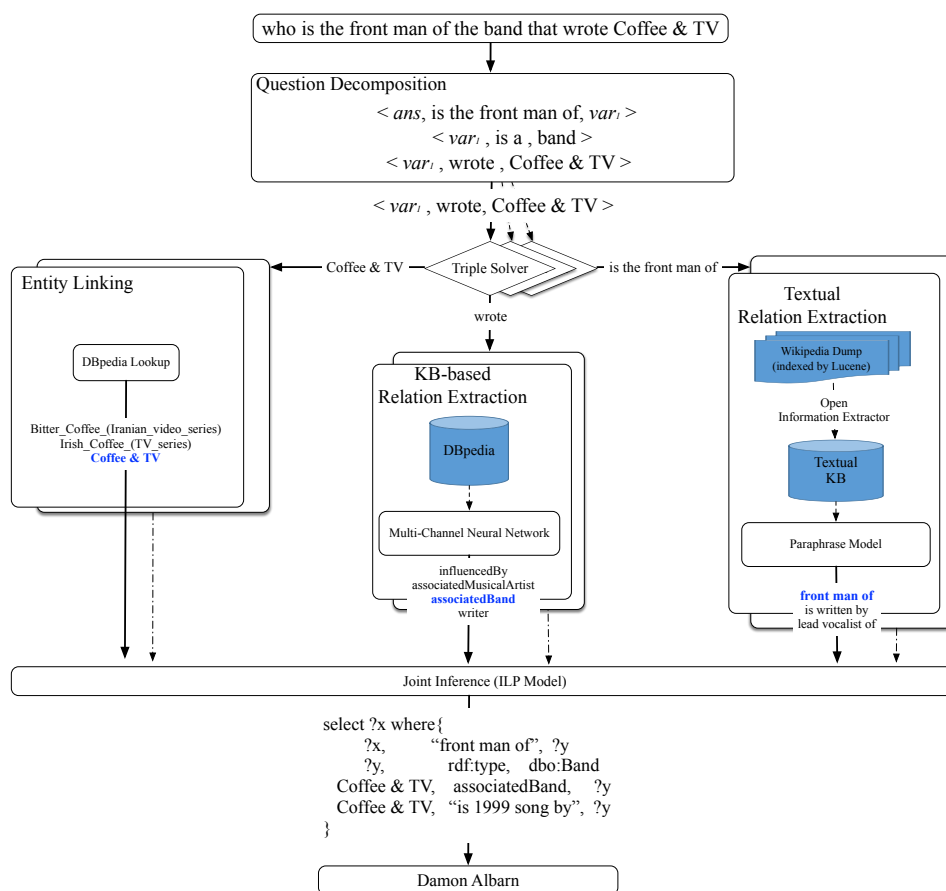 who is the front man of the band that wrote Coffee & TV
Question Decomposition
< ans, is the front man of, var₁ >
< var₁ , is a , band >
< var₁ , wrote , Coffee & TV >
< var₁ , wrote, Coffee & TV >
Coffee & TV
Triple Solver
is the front man of
wrote
Entity Linking
DBpedia Lookup
Bitter_Coffee_(Iranian_video_series)
Irish_Coffee_(TV_series)
Coffee & TV
KB-based
Relation Extraction
DBpedia
Multi-Channel Neural Network
influencedBy
associatedMusicalArtist
associatedBand
writer
Textual
Relation Extraction
Wikipedia Dump
(indexed by Lucene)
Open
Information Extractor
Textual
KB
Paraphrase Model
front man of
is written by
lead vocalist of
Joint Inference (ILP Model)
select ?x where{
?x, “front man of”, ?y
?y, rdf:type, dbo:Band
Coffee & TV, associatedBand, ?y
Coffee & TV, “is 1999 song by”, ?y
}
Damon Albarn